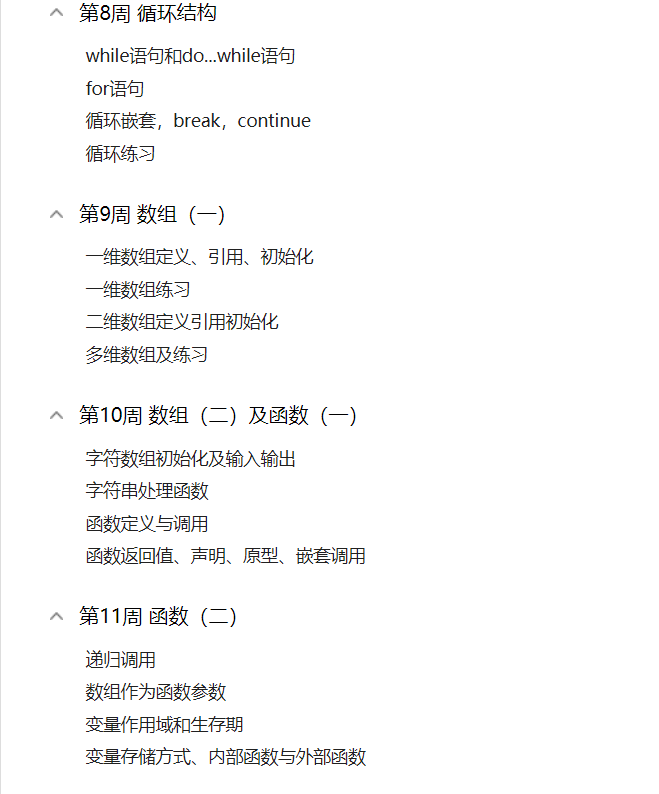 第8周 循环结构
while语句和do...while语句
for语句
循环嵌套，break，continue
循环练习
第9周 数组（一）
一维数组定义、引用、初始化
一维数组练习
二维数组定义引用初始化
多维数组及练习
第10周 数组（二）及函数（一）
字符数组初始化及输入输出
字符串处理函数
函数定义与调用
函数返回值、声明、原型、嵌套调用
第11周 函数（二）
递归调用
数组作为函数参数
变量作用域和生存期
变量存储方式、内部函数与外部函数